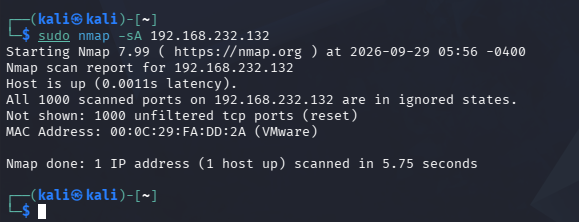 ┌──(kali㉿kali)-[~]
└─$ sudo nmap -sA 192.168.232.132
Starting Nmap 7.99 ( https://nmap.org ) at 2026-09-29 05:56 -0400
Nmap scan report for 192.168.232.132
Host is up (0.0011s latency).
All 1000 scanned ports on 192.168.232.132 are in ignored states.
Not shown: 1000 unfiltered tcp ports (reset)
MAC Address: 00:0C:29:FA:DD:2A (VMware)
Nmap done: 1 IP address (1 host up) scanned in 5.75 seconds
┌──(kali㉿kali)-[~]
└─$